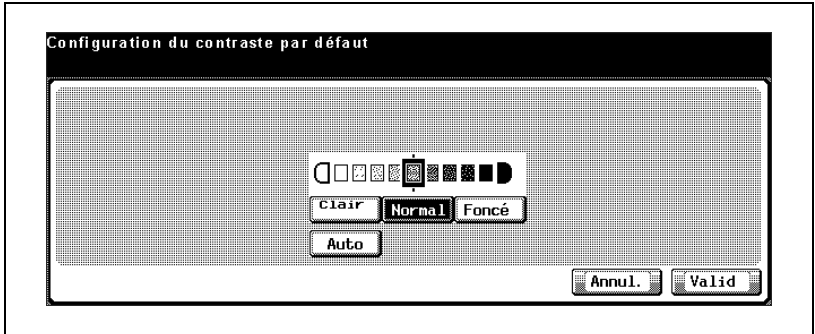 Configuration du contraste par défaut
Clair Normal Foncé
Auto
Annul. Valid